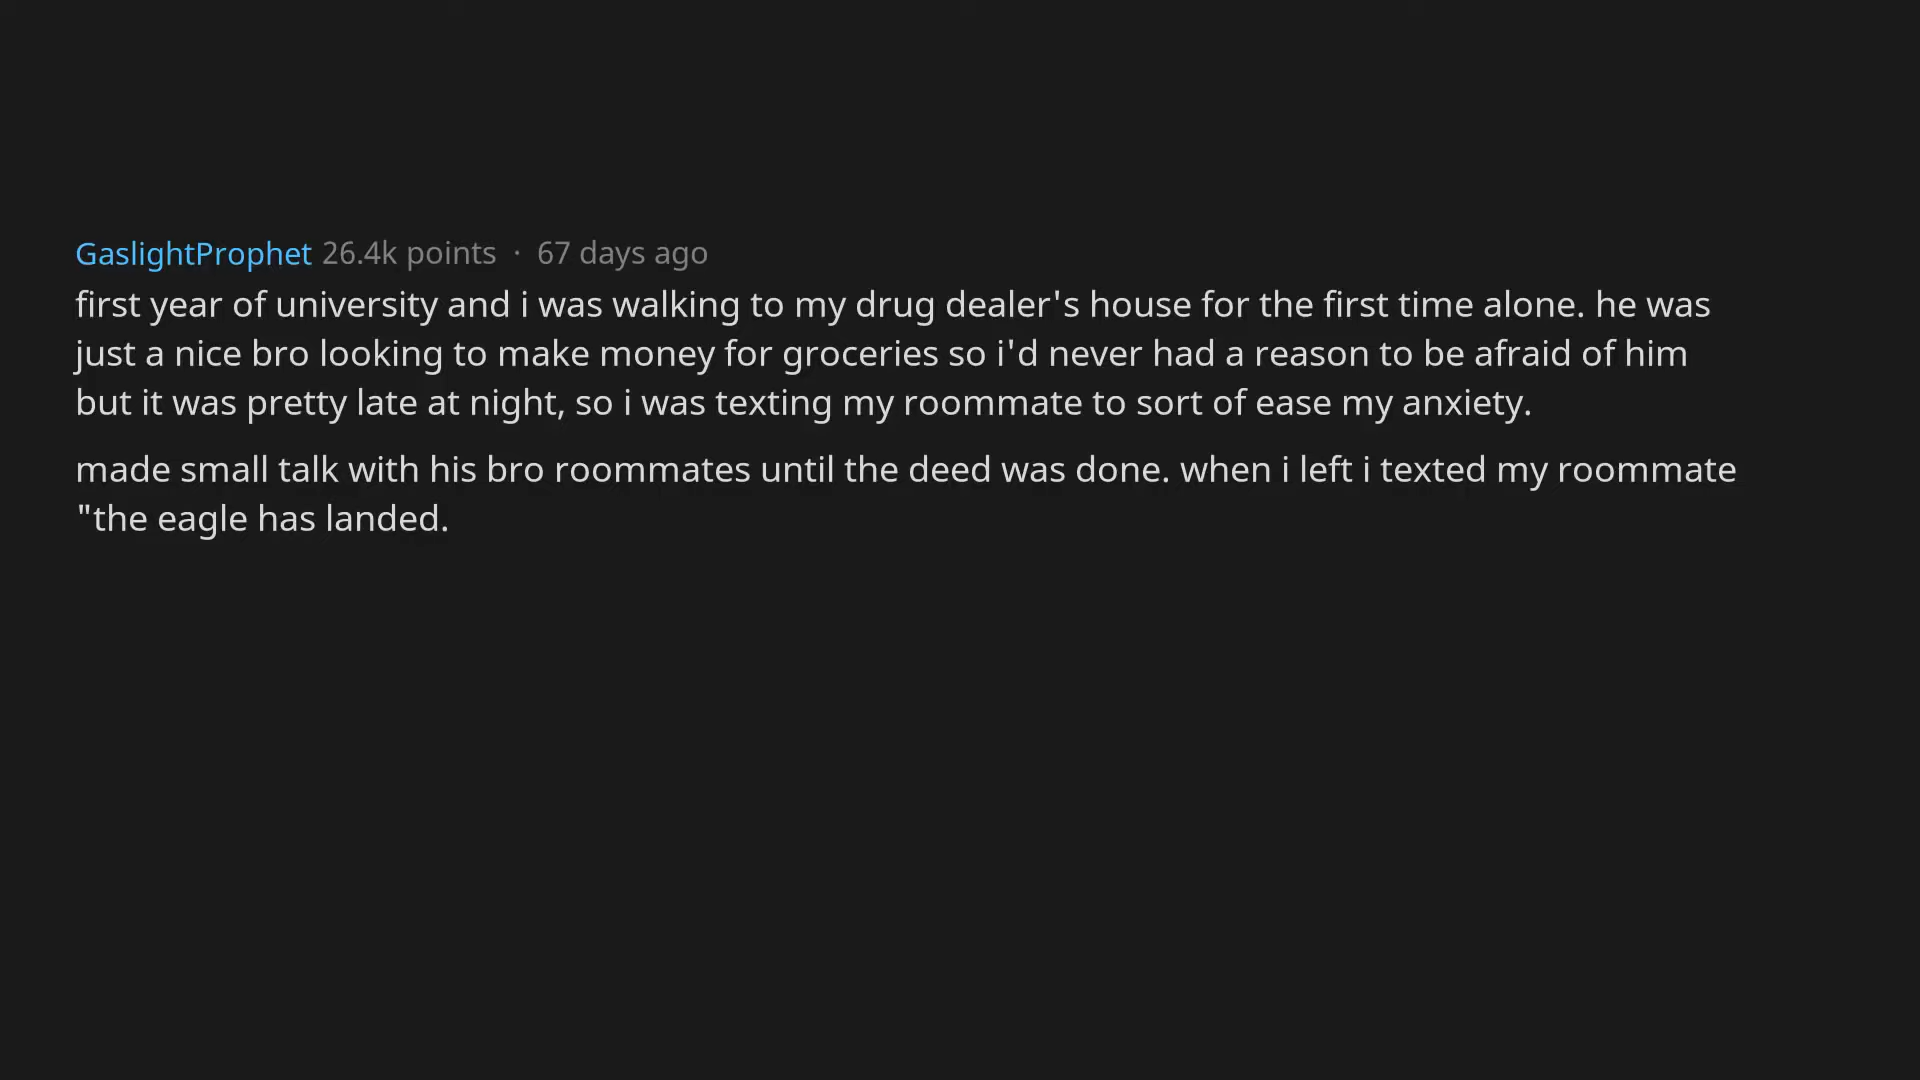 GaslightProphet 26.4k points · 67 days ago
first year of university and i was walking to my drug dealer's house for the first time alone. he was
just a nice bro looking to make money for groceries so i'd never had a reason to be afraid of him
but it was pretty late at night, so i was texting my roommate to sort of ease my anxiety.
made small talk with his bro roommates until the deed was done. when i left i texted my roommate
"the eagle has landed.